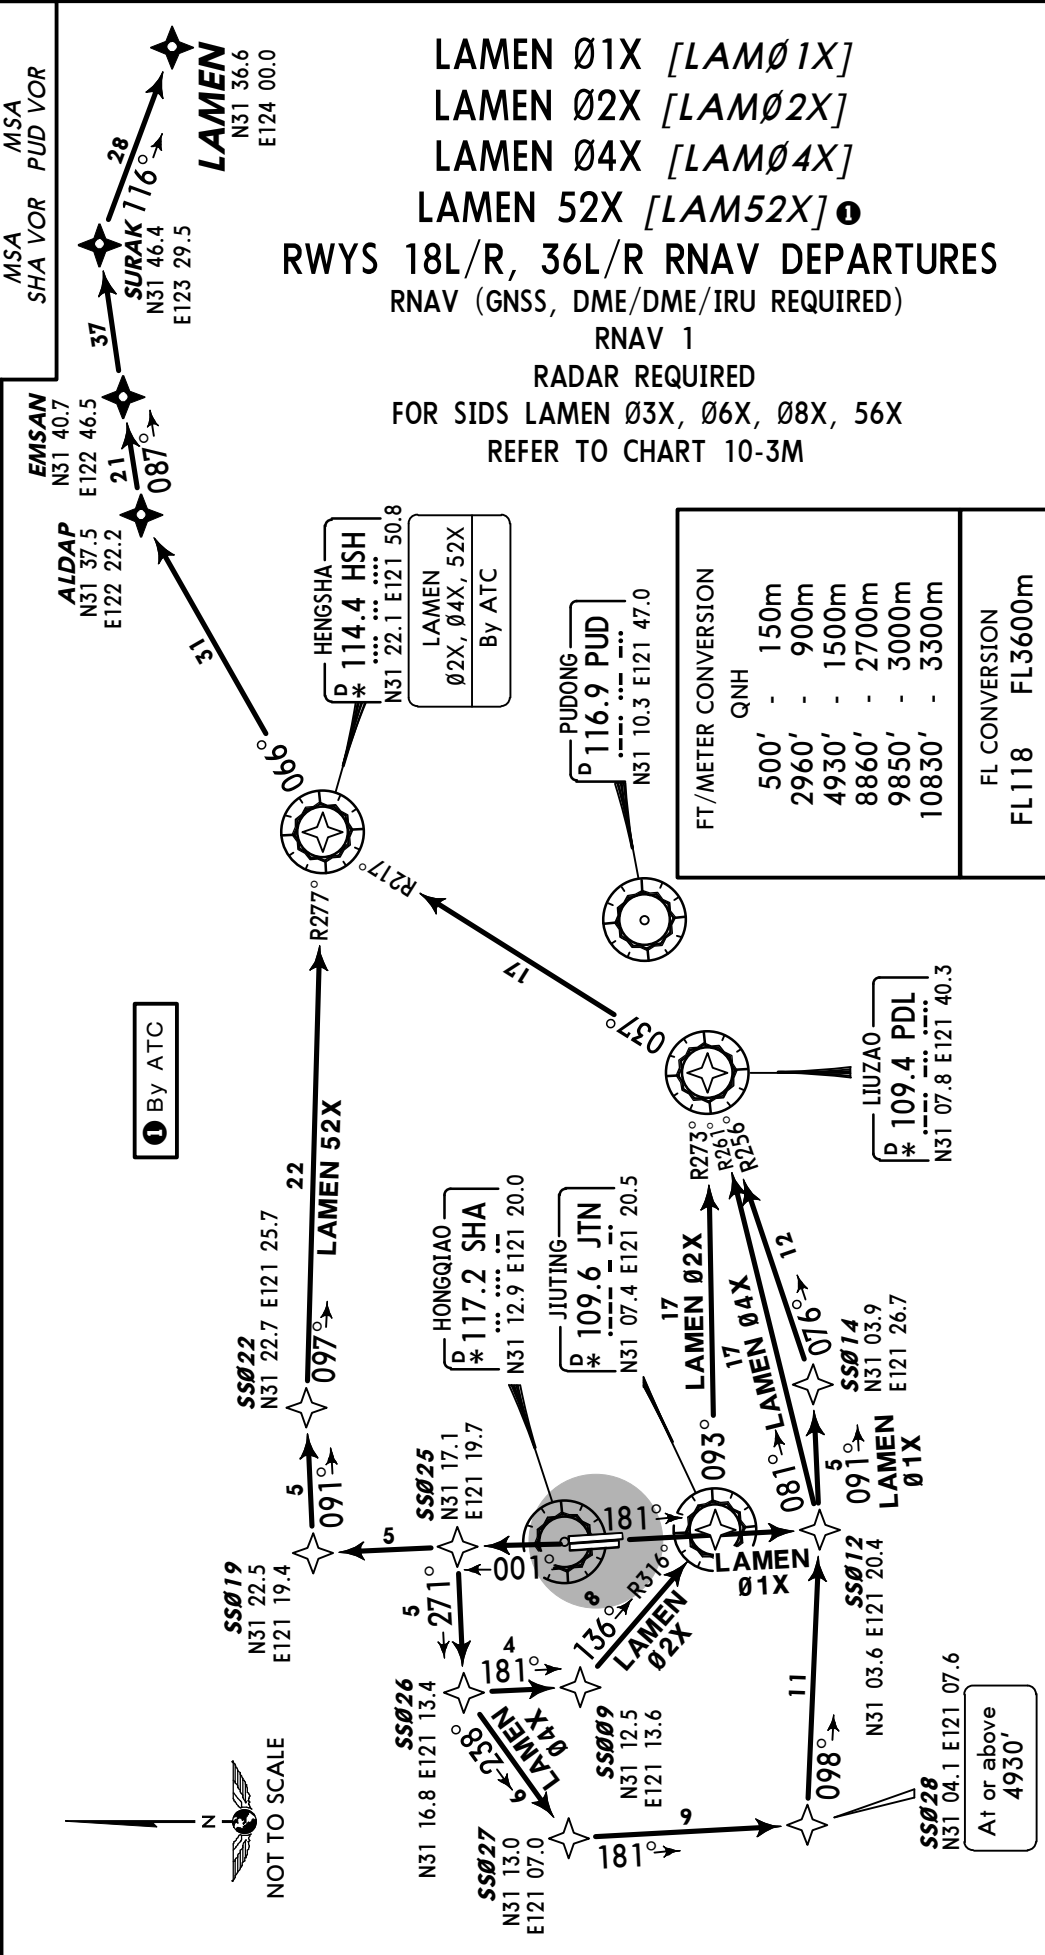 MSA
SHA VOR
MSA
PUD VOR
LAMEN Ø1X [LAMØ1X]
LAMEN Ø2X [LAMØ2X]
LAMEN Ø4X [LAMØ4X]
LAMEN 52X [LAM52X] ❶
RWYS 18L/R, 36L/R RNAV DEPARTURES
RNAV (GNSS, DME/DME/IRU REQUIRED)
RNAV 1
RADAR REQUIRED
FOR SIDS LAMEN Ø3X, Ø6X, Ø8X, 56X
REFER TO CHART 10-3M
LAMEN
N31 36.6
E124 00.0
28
116°
SURAK
N31 46.4
E123 29.5
37
EMSAN
N31 40.7
E122 46.5
21
087°
ALDAP
N31 37.5
E122 22.2
31
066°
HENGSHA
D
* 114.4 HSH
N31 22.1 E121 50.8
LAMEN
Ø2X, Ø4X, 52X
By ATC
R277°
R217°
17
037°
PUDONG
D
116.9 PUD
N31 10.3 E121 47.0
FT/METER CONVERSION
QNH
500' - 150m
2960' - 900m
4930' - 1500m
8860' - 2700m
9850' - 3000m
10830' - 3300m
FL CONVERSION
FL118 FL3600m
❶ By ATC
22
LAMEN 52X
SSØ22
N31 22.7 E121 25.7
097°
5
091°
SSØ19
N31 22.5
E121 19.4
5
SSØ25
N31 17.1
E121 19.7
001°
HONGQIAO
D
* 117.2 SHA
N31 12.9 E121 20.0
JIUTING
D
* 109.6 JTN
N31 07.4 E121 20.5
LIUZAO
D
* 109.4 PDL
N31 07.8 E121 40.3
R273°
R261°
R256
17
LAMEN Ø2X
093°
17
LAMEN Ø4X
081°
12
076°
SSØ14
N31 03.9
E121 26.7
5
091°
LAMEN
Ø1X
181°
LAMEN
Ø1X
SSØ12
N31 03.6 E121 20.4
5
271°
SSØ26
N31 16.8 E121 13.4
4
181°
8
136°
R316°
LAMEN
Ø2X
SSØØ9
N31 12.5
E121 13.6
LAMEN
Ø4X
6
238°
SSØ27
N31 13.0
E121 07.0
9
181°
11
098°
SSØ28
N31 04.1 E121 07.6
At or above
4930'
N
NOT TO SCALE